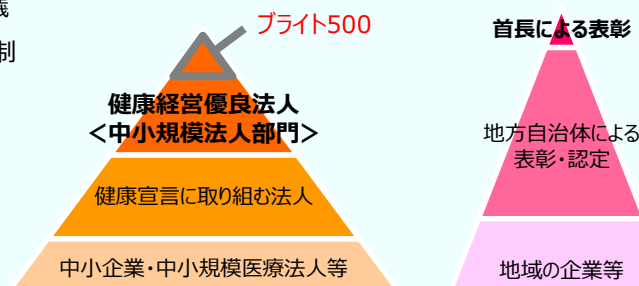 義
制
ブライト500
健康経営優良法人
＜中小規模法人部門＞
健康宣言に取り組む法人
中小企業・中小規模医療法人等
首長による表彰
地方自治体による
表彰・認定
地域の企業等